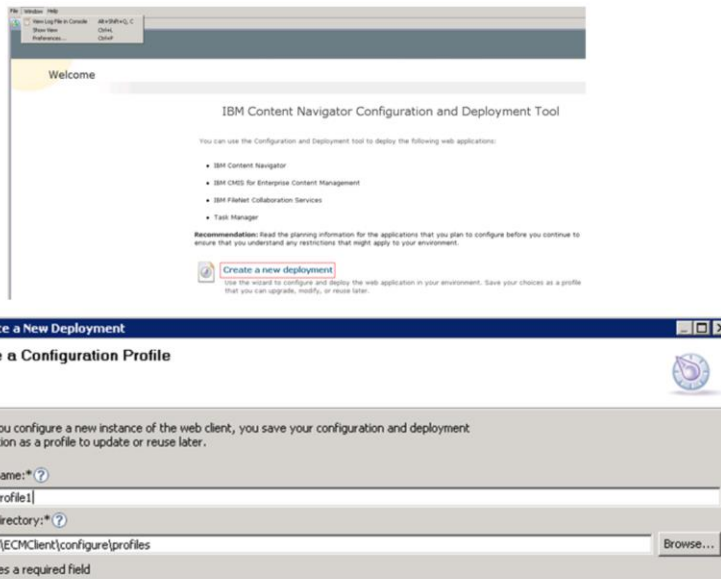 File Window Help
View Log File in Console Alt+Shift+Q, C
Show View Ctrl+L
Preferences... Ctrl+P
Welcome
IBM Content Navigator Configuration and Deployment Tool
You can use the Configuration and Deployment tool to deploy the following web applications:
• IBM Content Navigator
• IBM CMIS for Enterprise Content Management
• IBM FileNet Collaboration Services
• Task Manager
Recommendation: Read the planning information for the applications that you plan to configure before you continue to
ensure that you understand any restrictions that might apply to your environment.
Create a new deployment
Use the wizard to configure and deploy the web application in your environment. Save your choices as a profile
that you can upgrade, modify, or reuse later.
te a New Deployment
e a Configuration Profile
ou configure a new instance of the web client, you save your configuration and deployment
tion as a profile to update or reuse later.
ame:*
rofile1
irectory:*
\ECMClient\configure\profiles
Browse...
es a required field